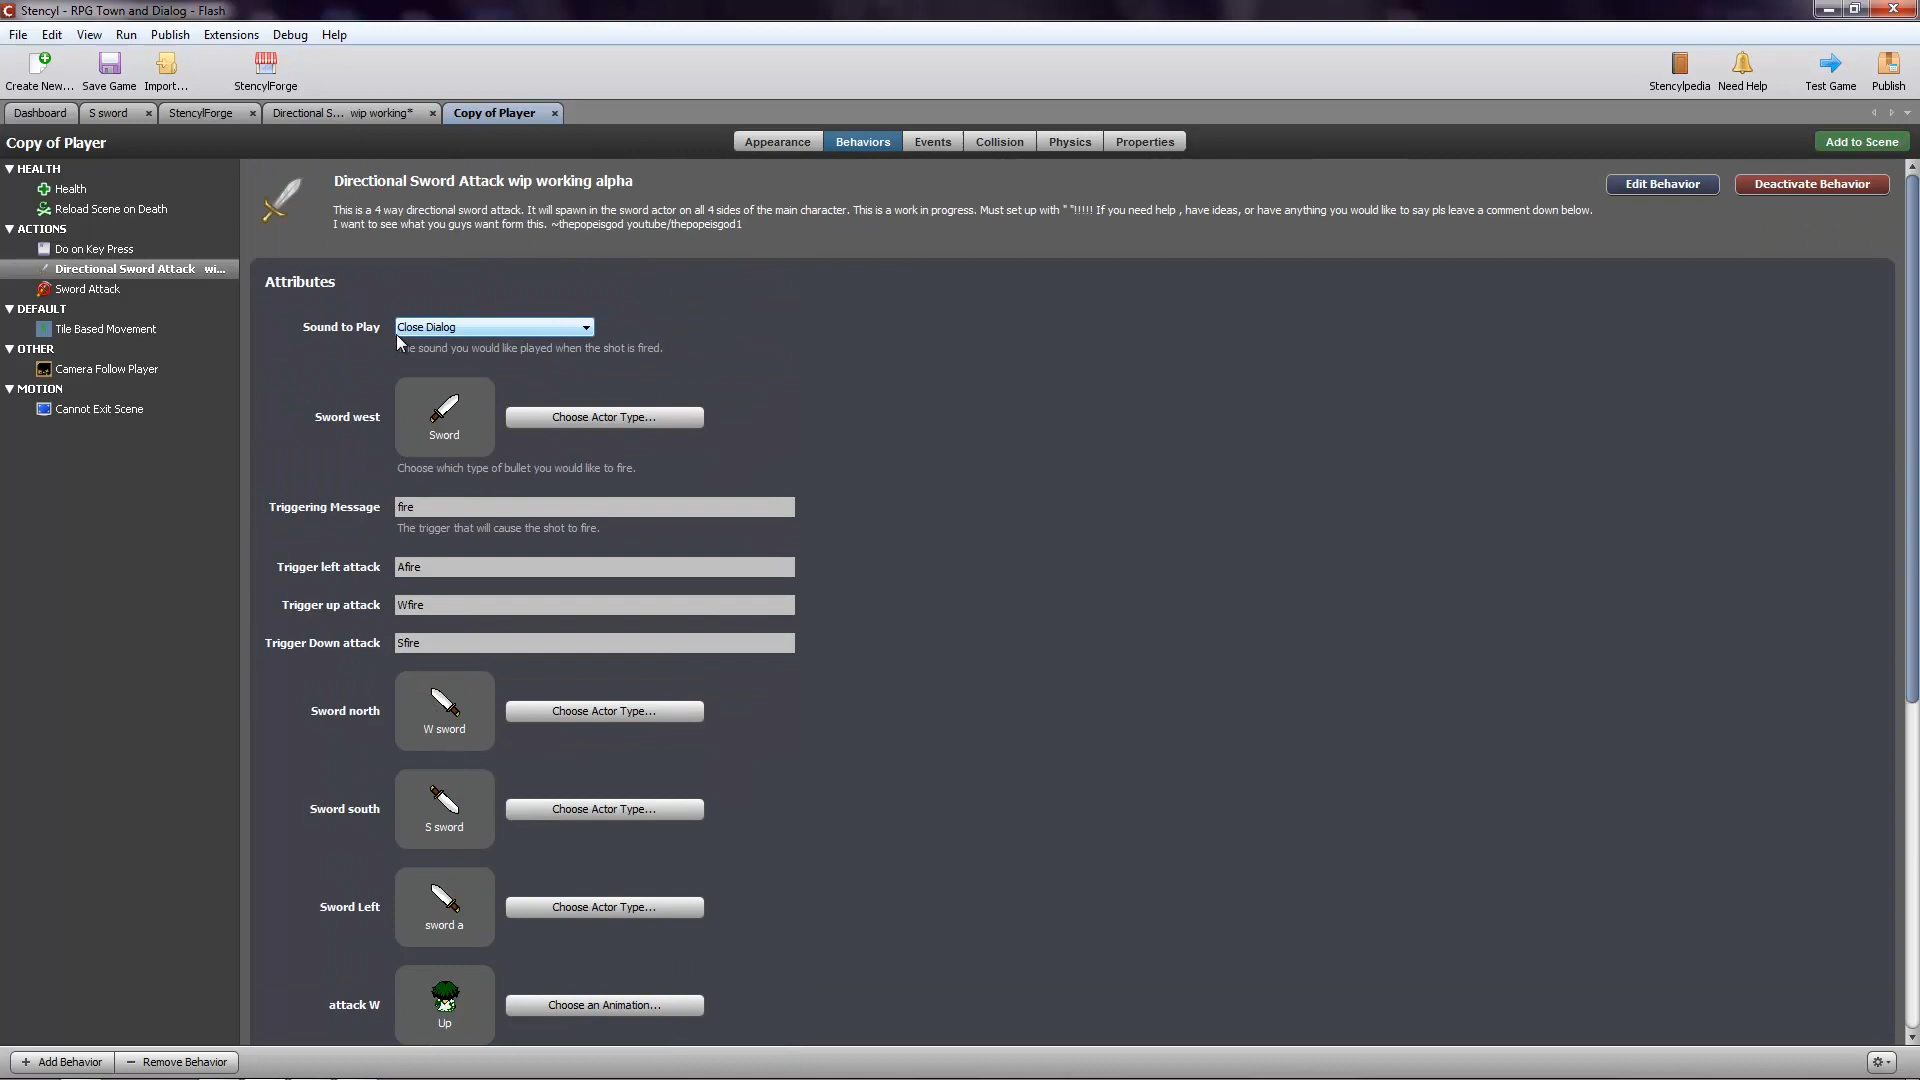 Stencyl - RPG Town and Dialog - Flash
File Edit View Run Publish Extensions Debug Help
Create New... Save Game Import... StencylForge Stencylpedia Need Help Test Game Publish
Dashboard S sword StencylForge Directional S... wip working* Copy of Player
Copy of Player Appearance Behaviors Events Collision Physics Properties Add to Scene
HEALTH
Health
Reload Scene on Death
ACTIONS
Do on Key Press
Directional Sword Attack wi...
Sword Attack
DEFAULT
Tile Based Movement
OTHER
Camera Follow Player
MOTION
Cannot Exit Scene
Directional Sword Attack wip working alpha
Edit Behavior Deactivate Behavior
This is a 4 way directional sword attack. It will spawn in the sword actor on all 4 sides of the main character. This is a work in progress. Must set up with " "!!!!! If you need help , have ideas, or have anything you would like to say pls leave a comment down below.
I want to see what you guys want form this. ~thepopeisgod youtube/thepopeisgod1
Attributes
Sound to Play Close Dialog
sound you would like played when the shot is fired.
Sword west Sword Choose Actor Type...
Choose which type of bullet you would like to fire.
Triggering Message fire
The trigger that will cause the shot to fire.
Trigger left attack Afire
Trigger up attack Wfire
Trigger Down attack Sfire
Sword north W sword Choose Actor Type...
Sword south S sword Choose Actor Type...
Sword Left sword a Choose Actor Type...
attack W Up Choose an Animation...
+ Add Behavior − Remove Behavior